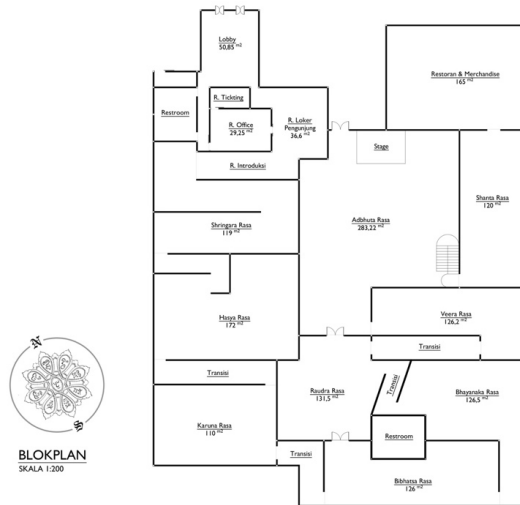 Lobby
50,85 m2
Restoran & Merchandise
165 m2
R. Tickting
Restroom
R. Office
29,25 m2
R. Loker
Pengunjung
36,6 m2
Stage
R. Introduksi
Shanta Rasa
120 m2
Adbhuta Rasa
283,22 m2
Shringara Rasa
119 m2
Hasya Rasa
172 m2
Veera Rasa
126,2 m2
Transisi
Transisi
Transisi
Raudra Rasa
131,5 m2
Bhayanaka Rasa
126,5 m2
Karuna Rasa
110 m2
Restroom
Transisi
Bibhatsa Rasa
126 m2
N
S
BLOKPLAN
SKALA 1:200